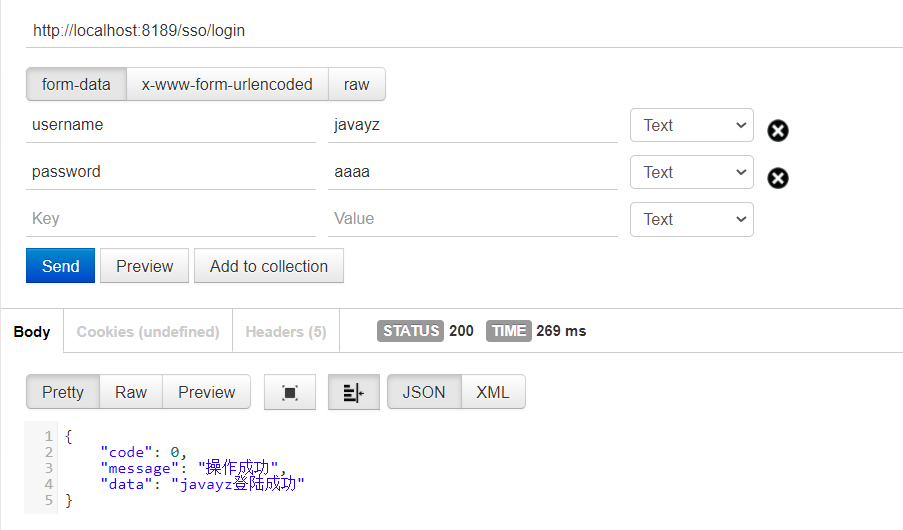 http://localhost:8189/sso/login
form-data x-www-form-urlencoded raw
username javayz Text
password aaaa Text
Key Value Text
Send Preview Add to collection
Body Cookies (undefined) Headers (5) STATUS 200 TIME 269 ms
Pretty Raw Preview JSON XML
1 {
2 "code": 0,
3 "message": "操作成功",
4 "data": "javayz登陆成功"
5 }